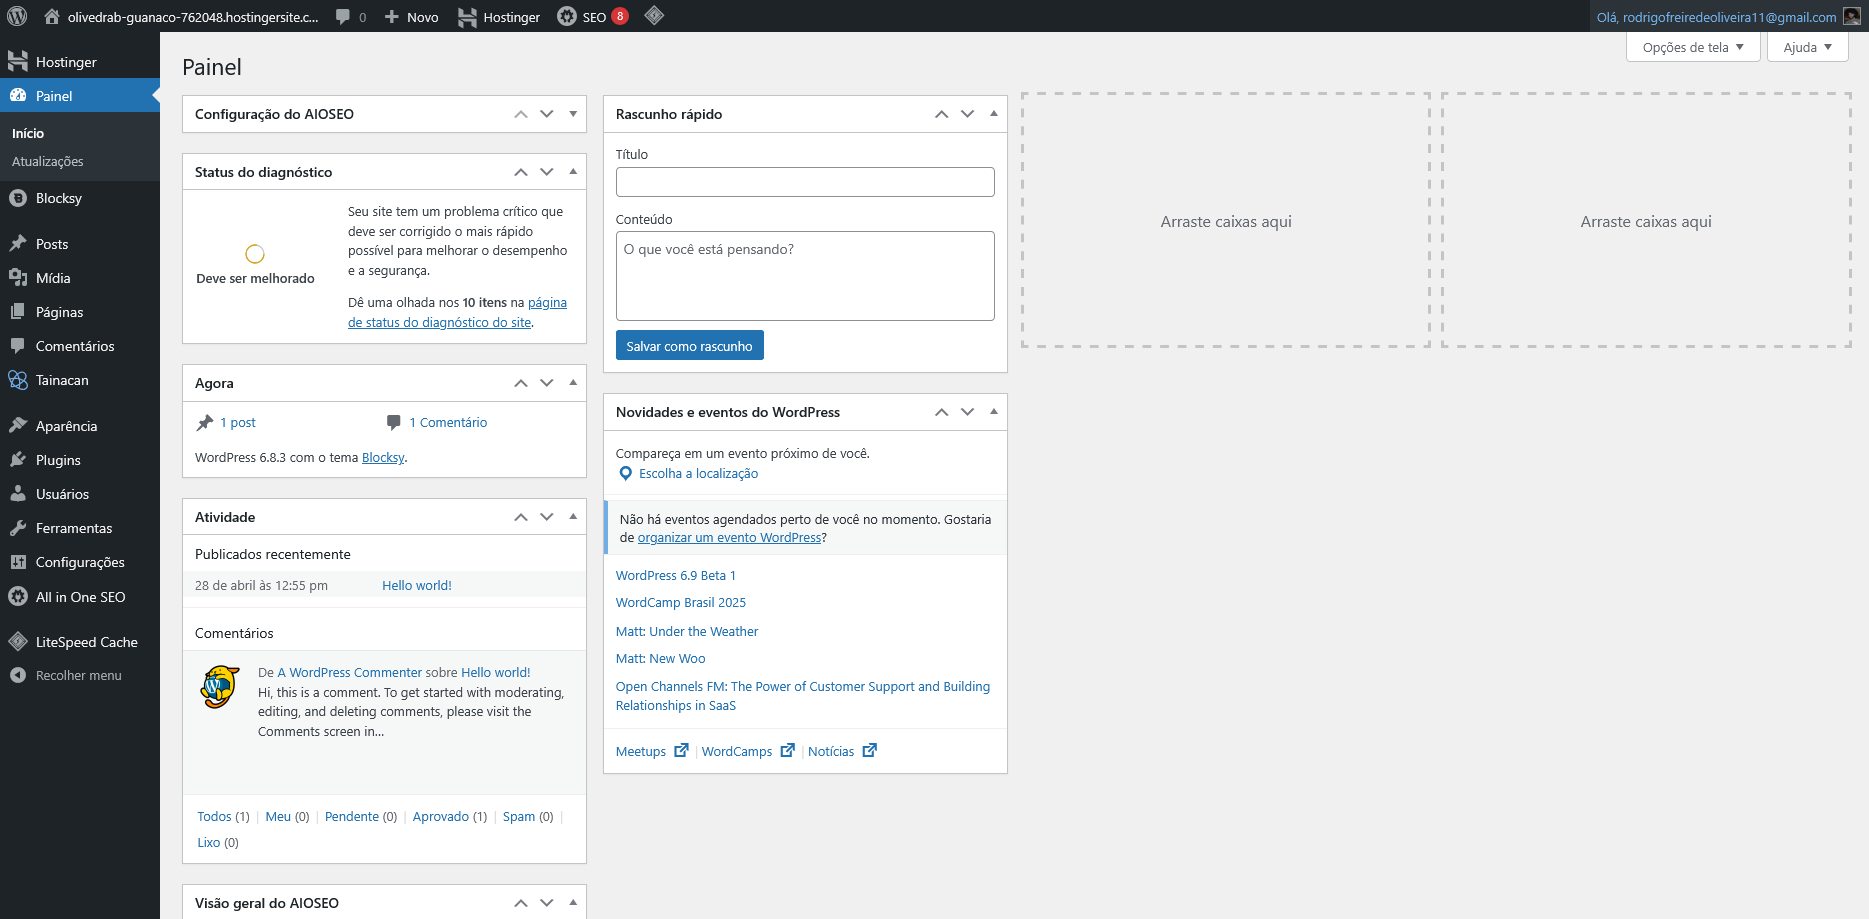 olivedrab-guanaco-762048.hostingersite.c...
0
Novo
Hostinger
SEO
8
Olá, rodrigofreiredeoliveira11@gmail.com
Opções de tela
Ajuda
Hostinger
Painel
Início
Atualizações
Blocksy
Posts
Mídia
Páginas
Comentários
Tainacan
Aparência
Plugins
Usuários
Ferramentas
Configurações
All in One SEO
LiteSpeed Cache
Recolher menu
Painel
Configuração do AIOSEO
Status do diagnóstico
Deve ser melhorado
Seu site tem um problema crítico que
deve ser corrigido o mais rápido
possível para melhorar o desempenho
e a segurança.
Dê uma olhada nos 10 itens na página
de status do diagnóstico do site.
Agora
1 post
1 Comentário
WordPress 6.8.3 com o tema Blocksy.
Atividade
Publicados recentemente
28 de abril às 12:55 pm
Hello world!
Comentários
De A WordPress Commenter sobre Hello world!
Hi, this is a comment. To get started with moderating,
editing, and deleting comments, please visit the
Comments screen in...
Todos (1) | Meu (0) | Pendente (0) | Aprovado (1) | Spam (0) |
Lixo (0)
Visão geral do AIOSEO
Rascunho rápido
Título
Conteúdo
O que você está pensando?
Salvar como rascunho
Novidades e eventos do WordPress
Compareça em um evento próximo de você.
Escolha a localização
Não há eventos agendados perto de você no momento. Gostaria
de organizar um evento WordPress?
WordPress 6.9 Beta 1
WordCamp Brasil 2025
Matt: Under the Weather
Matt: New Woo
Open Channels FM: The Power of Customer Support and Building
Relationships in SaaS
Meetups | WordCamps | Notícias
Arraste caixas aqui
Arraste caixas aqui